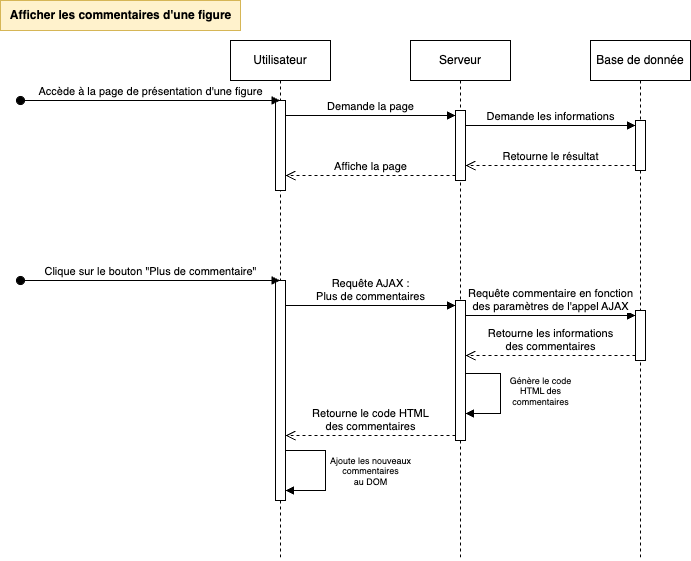 Afficher les commentaires d'une figure
Utilisateur
Serveur
Base de donnée
Accède à la page de présentation d'une figure
Demande la page
Demande les informations
Retourne le résultat
Affiche la page
Clique sur le bouton "Plus de commentaire"
Requête AJAX :
Plus de commentaires
Requête commentaire en fonction
des paramètres de l'appel AJAX
Retourne les informations
des commentaires
Génère le code
HTML des
commentaires
Retourne le code HTML
des commentaires
Ajoute les nouveaux
commentaires
au DOM